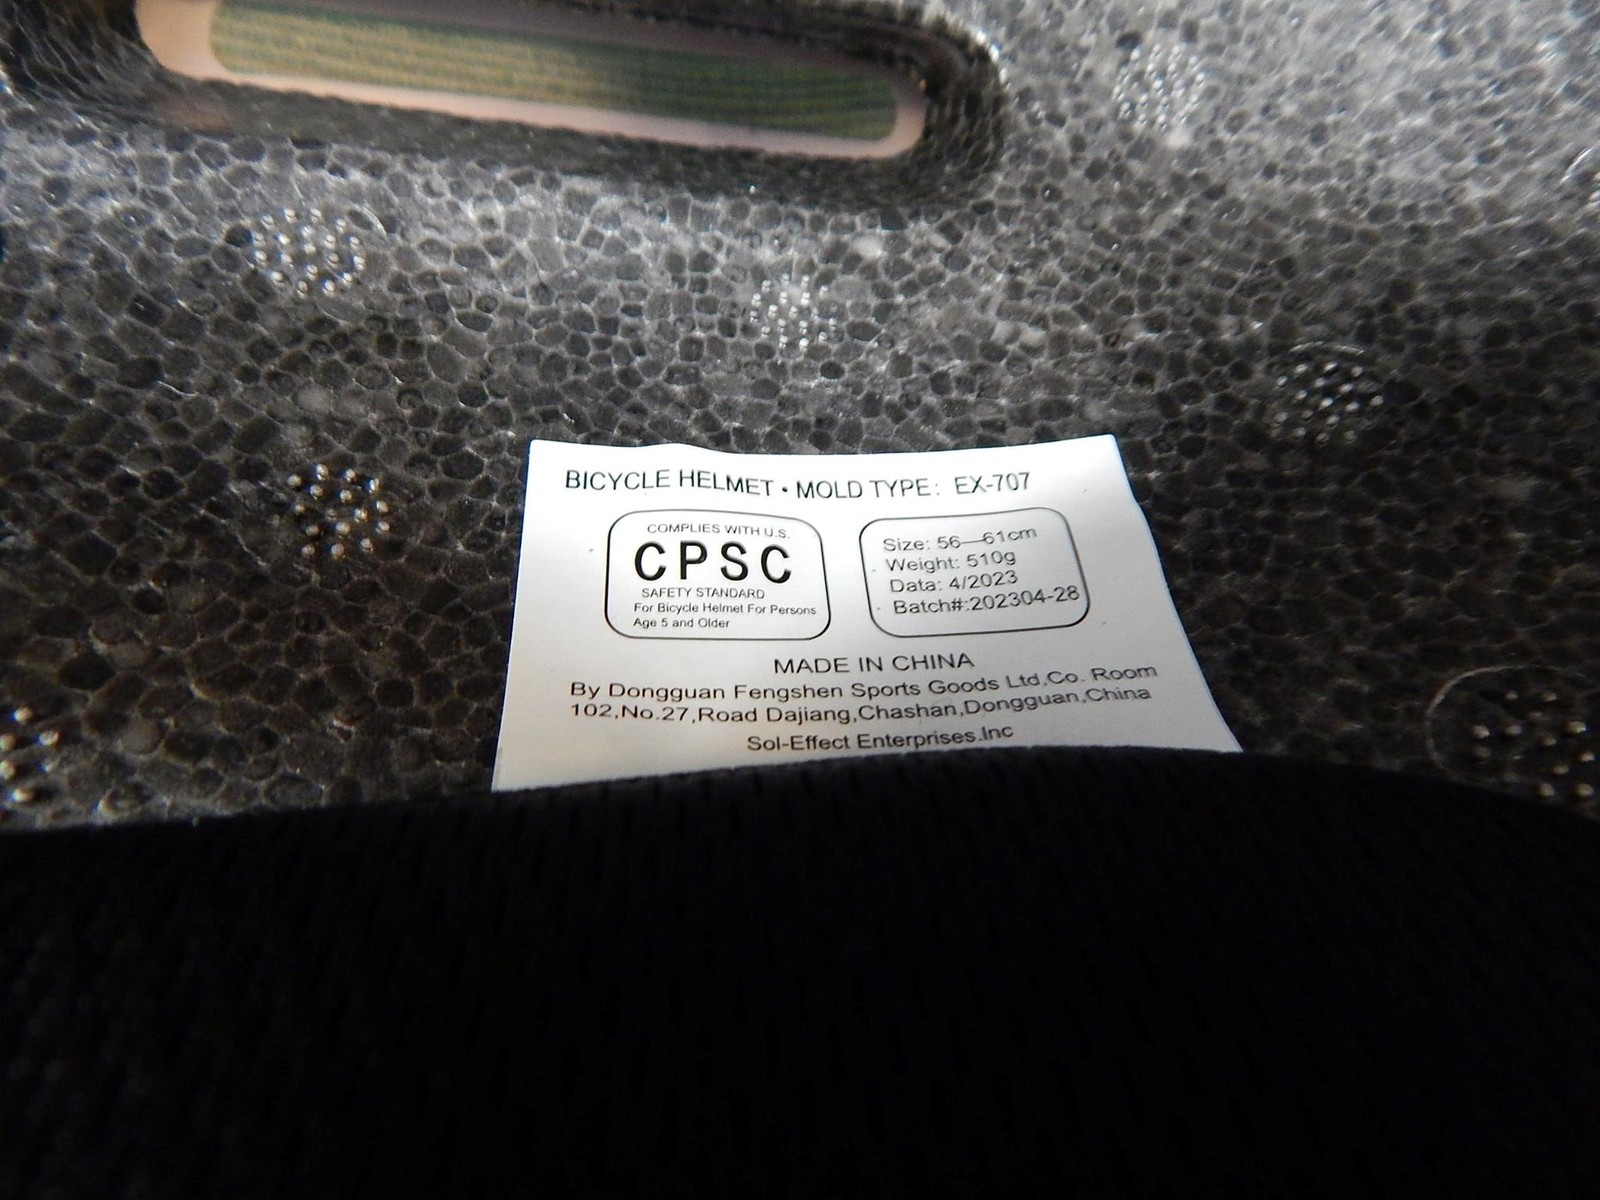 BICYCLE HELMET • MOLD TYPE: EX-707
COMPLIES WITH U.S.
CPSC
SAFETY STANDARD
For Bicycle Helmet For Persons
Age 5 and Older
Size: 56—61cm
Weight: 510g
Data: 4/2023
Batch#:202304-28
MADE IN CHINA
By Dongguan Fengshen Sports Goods Ltd,Co. Room
102,No.27,Road Dajiang,Chashan,Dongguan,China
Sol-Effect Enterprises.Inc